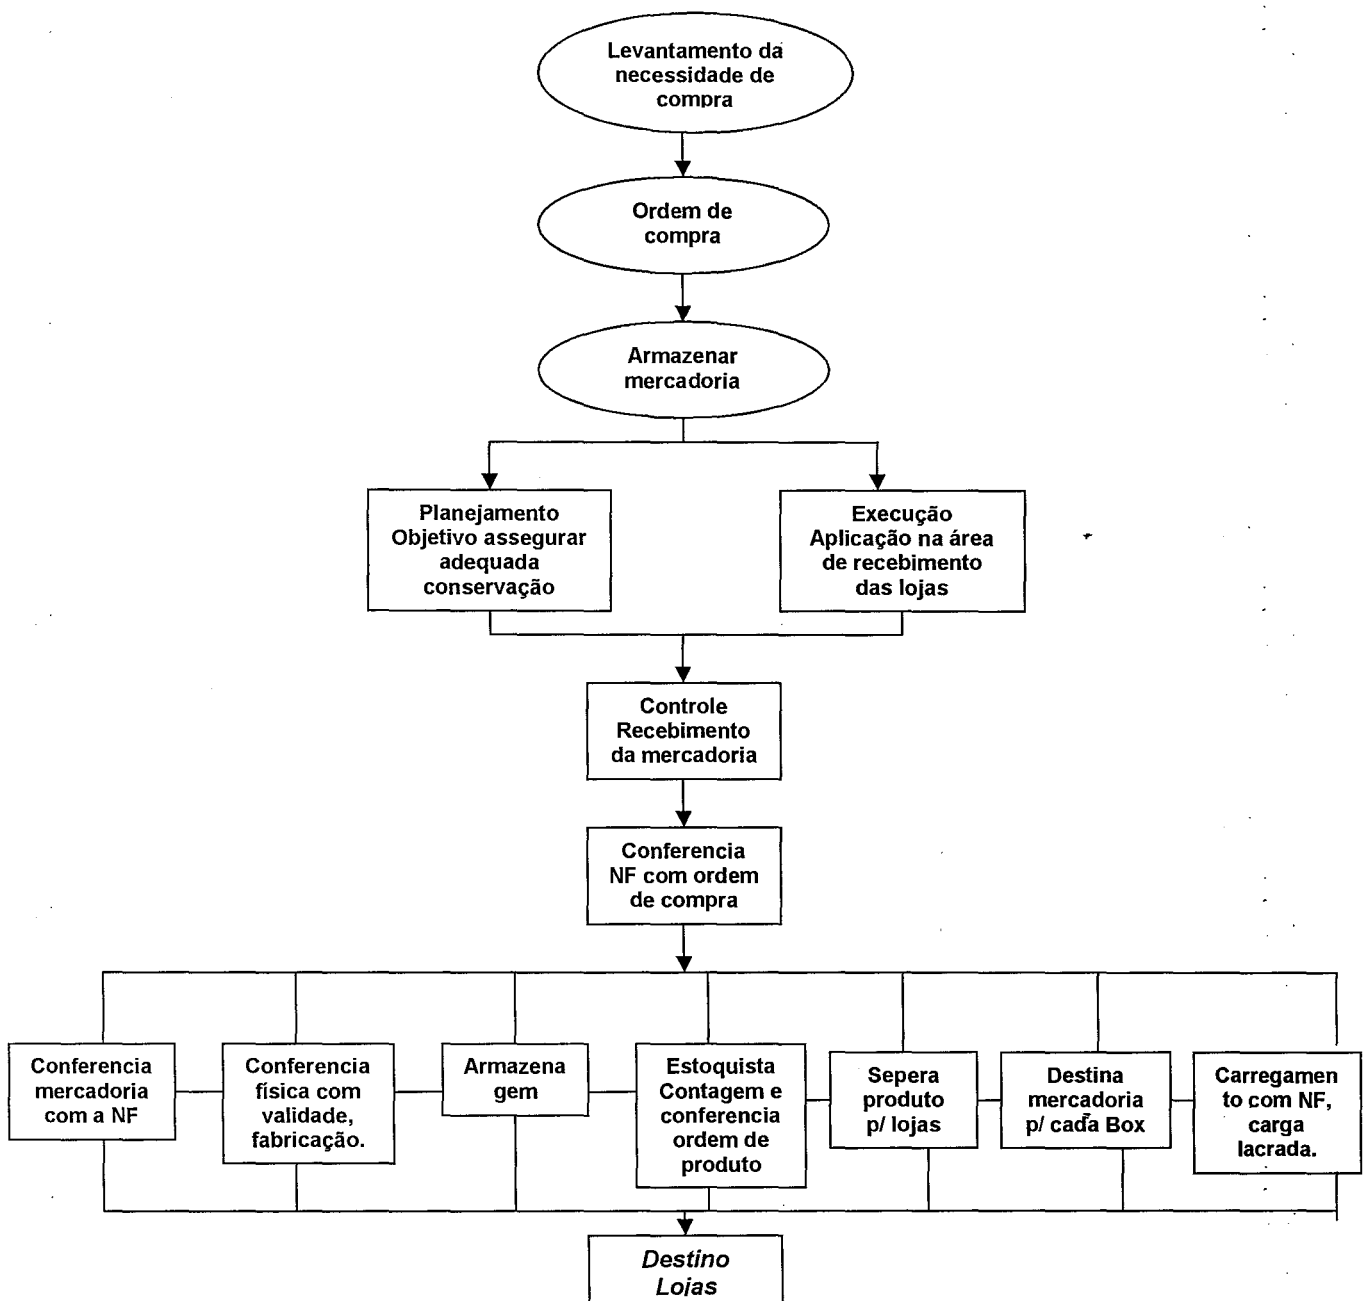 Levantamento da
necessidade de
compra
Ordem de
compra
Armazenar
mercadoria
Planejamento
Objetivo assegurar
adequada
conservação
Execução
Aplicação na área
de recebimento
das lojas
Controle
Recebimento
da mercadoria
Conferencia
NF com ordem
de compra
Conferencia
mercadoria
com a NF
Conferencia
física com
validade,
fabricação.
Armazena
gem
Estoquista
Contagem e
conferencia
ordem de
produto
Sepera
produto
p/ lojas
Destina
mercadoria
p/ cada Box
Carregamen
to com NF,
carga
lacrada.
Destino
Lojas